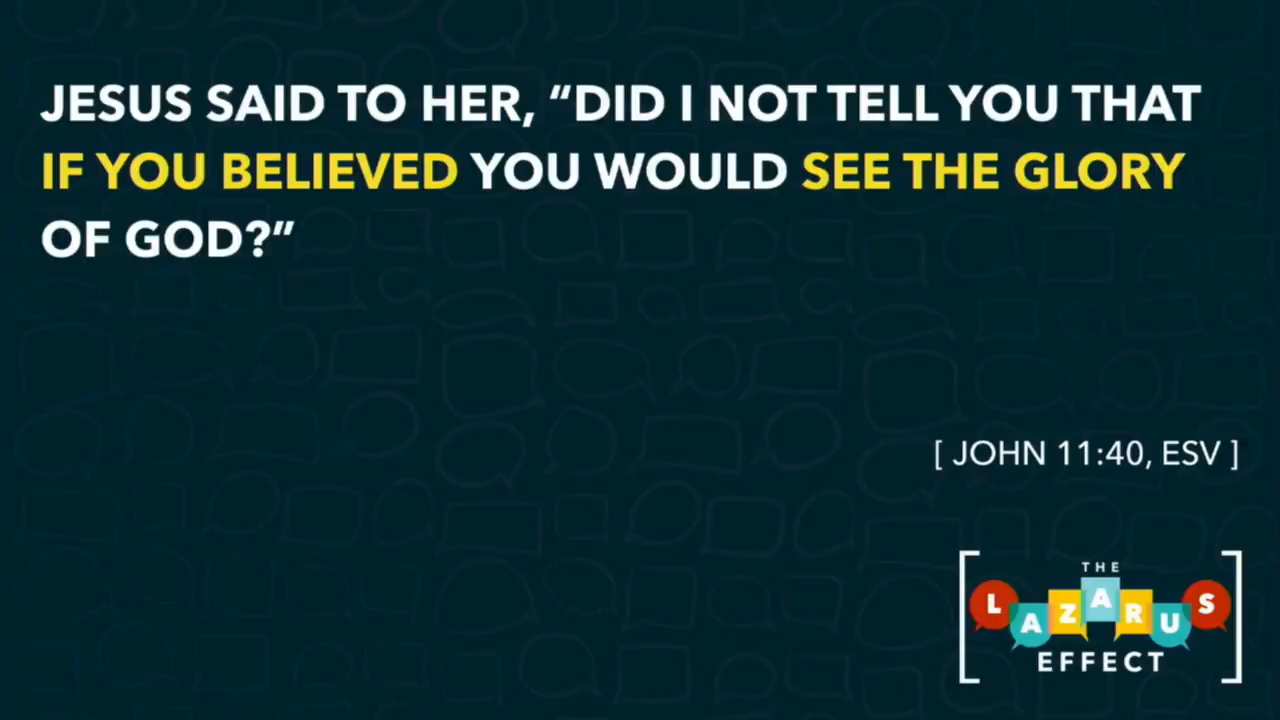 JESUS SAID TO HER, “DID I NOT TELL YOU THAT
IF YOU BELIEVED YOU WOULD SEE THE GLORY
OF GOD?”
[ JOHN 11:40, ESV ]
THE
LAZARUS
EFFECT